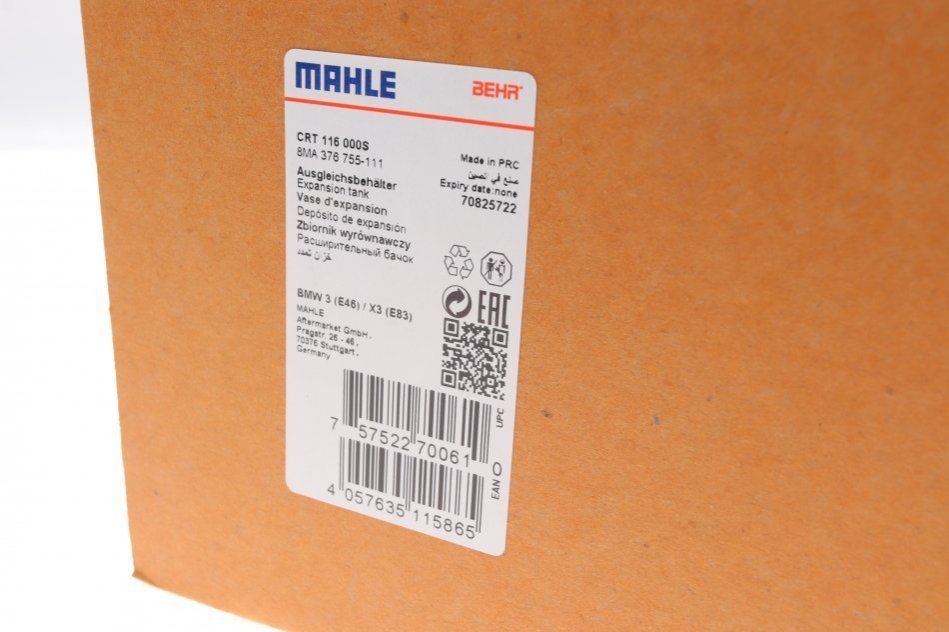 MAHLE
BEHR
CRT 116 000S
8MA 376 755-111
Ausgleichsbehälter
Expansion tank
Vase d'expansion
Depósito de expansión
Zbiornik wyrównawczy
Расширительный бачок
خزان تمدد
Made in PRC
صنع في الصين
Expiry date:none
70825722
EAC
BMW 3 (E46) / X3 (E83)
MAHLE
Aftermarket GmbH,
Pragstr. 26 - 46,
70376 Stuttgart,
Germany
UPC
7 57522 70061 0
EAN
4 057635 115865